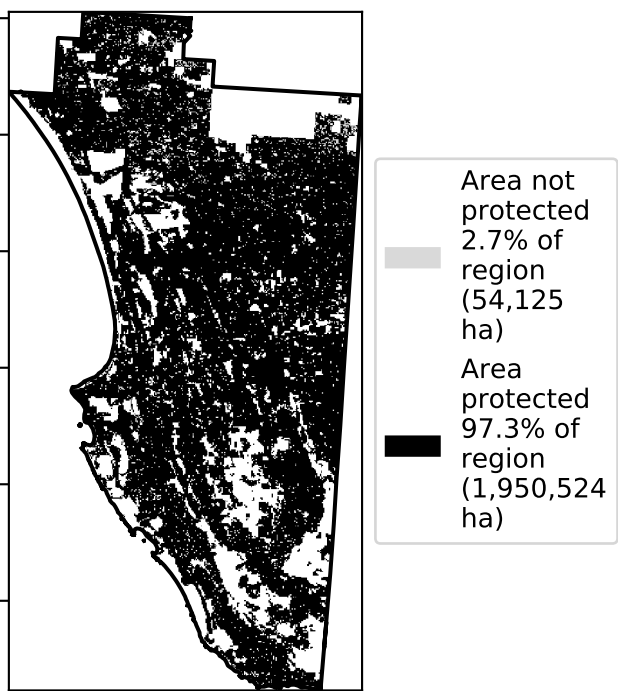 Area not
protected
2.7% of
region
(54,125
ha)
Area
protected
97.3% of
region
(1,950,524
ha)